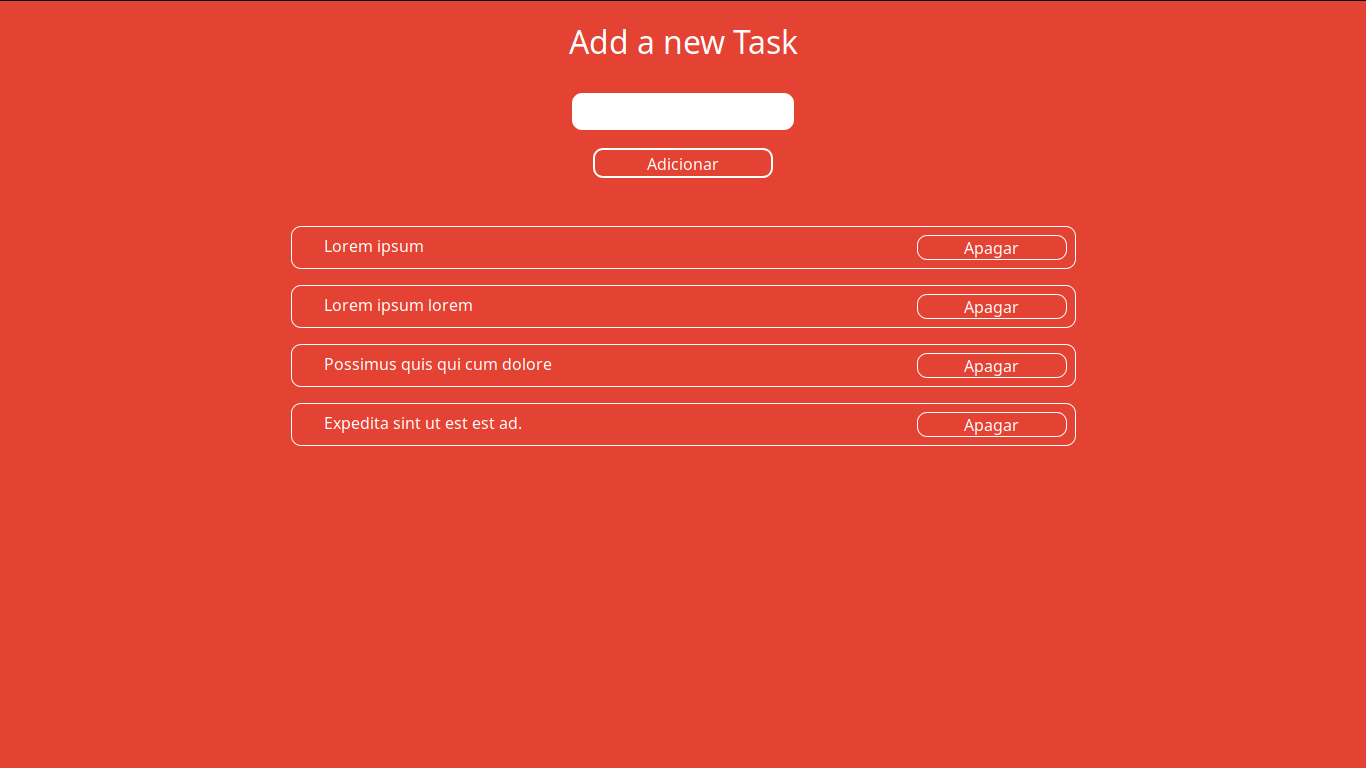 Add a new Task
Adicionar
Lorem ipsum
Apagar
Lorem ipsum lorem
Apagar
Possimus quis qui cum dolore
Apagar
Expedita sint ut est est ad.
Apagar